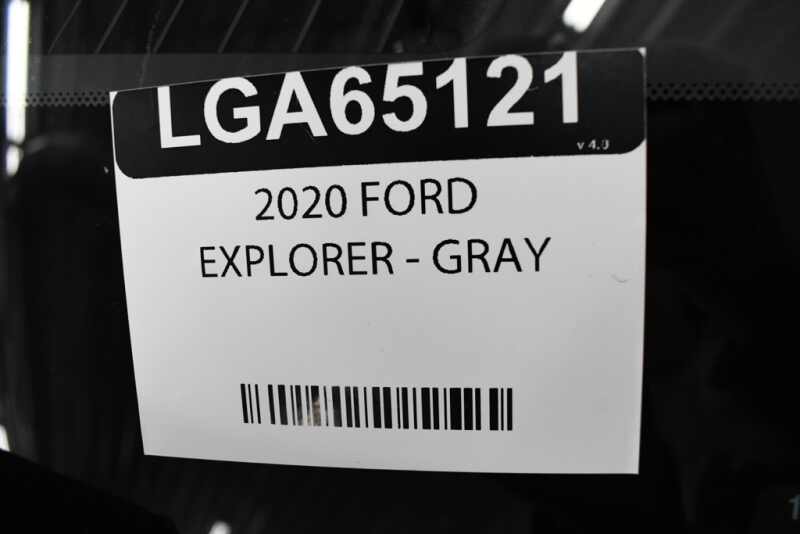 LGA65121
v 4.0
2020 FORD
EXPLORER - GRAY